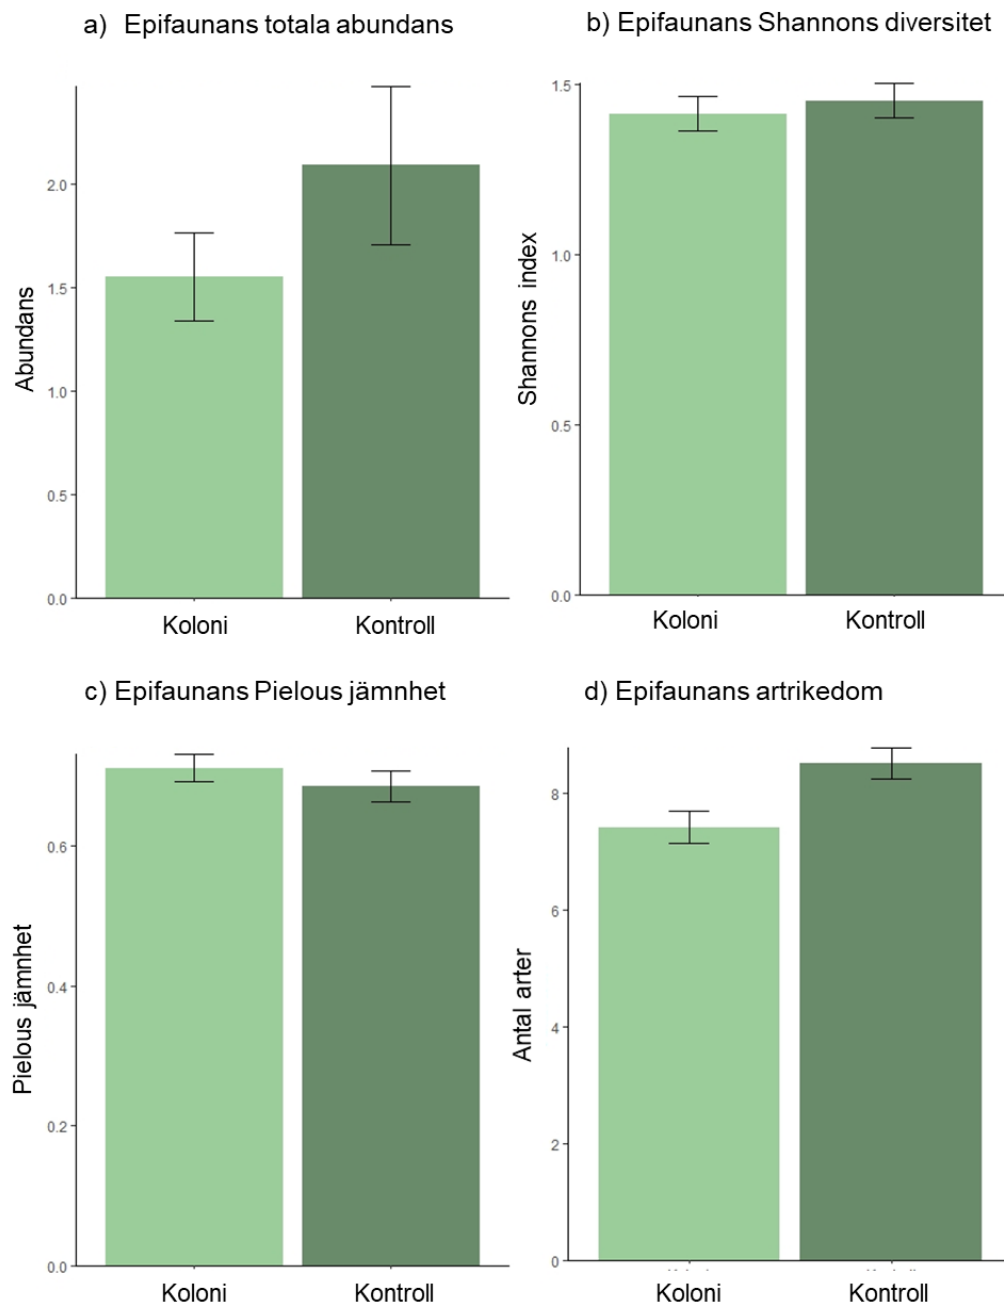 a) Epifaunans totala abundans
Abundans
2.0
1.5
1.0
0.5
0.0
Koloni Kontroll
b) Epifaunans Shannons diversitet
Shannons index
1.5
1.0
0.5
0.0
Koloni Kontroll
c) Epifaunans Pielous jämnhet
Pielous jämnhet
0.6
0.4
0.2
0.0
Koloni Kontroll
d) Epifaunans artrikedom
Antal arter
8
6
4
2
0
Koloni Kontroll